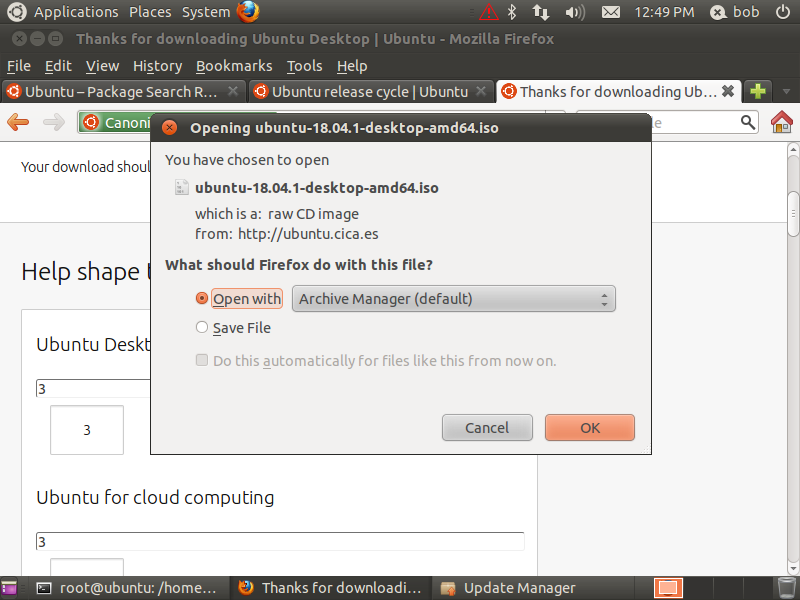 Applications Places System 12:49 PM bob
Thanks for downloading Ubuntu Desktop | Ubuntu - Mozilla Firefox
File Edit View History Bookmarks Tools Help
Ubuntu – Package Search R... Ubuntu release cycle | Ubuntu Thanks for downloading Ub...
Canoni
Opening ubuntu-18.04.1-desktop-amd64.iso
Your download shoul
You have chosen to open
ubuntu-18.04.1-desktop-amd64.iso
which is a: raw CD image
from: http://ubuntu.cica.es
Help shape
What should Firefox do with this file?
Open with Archive Manager (default)
Save File
Ubuntu Deskt
Do this automatically for files like this from now on.
3
3
Cancel OK
Ubuntu for cloud computing
3
root@ubuntu: /home... Thanks for downloadi... Update Manager